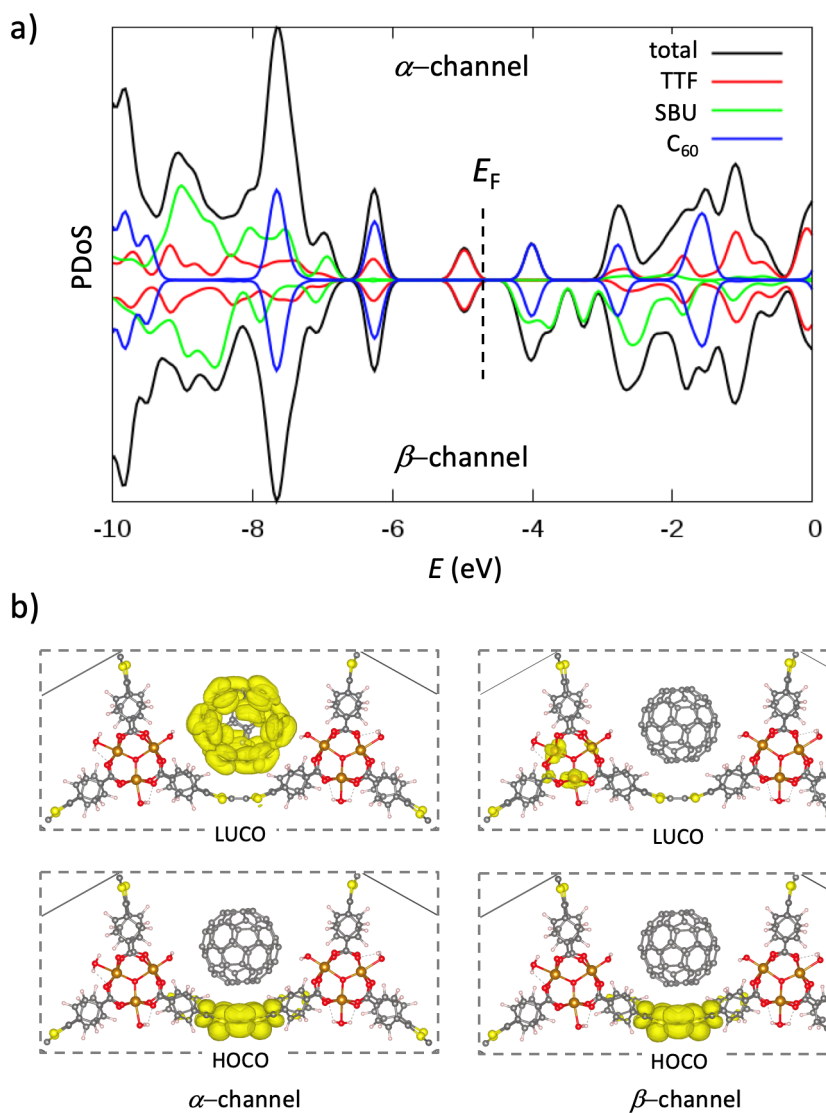 a)
α–channel
total
TTF
SBU
C60
EF
PDoS
β–channel
-10 -8 -6 -4 -2 0
E (eV)
b)
LUCO LUCO
HOCO HOCO
α–channel β–channel